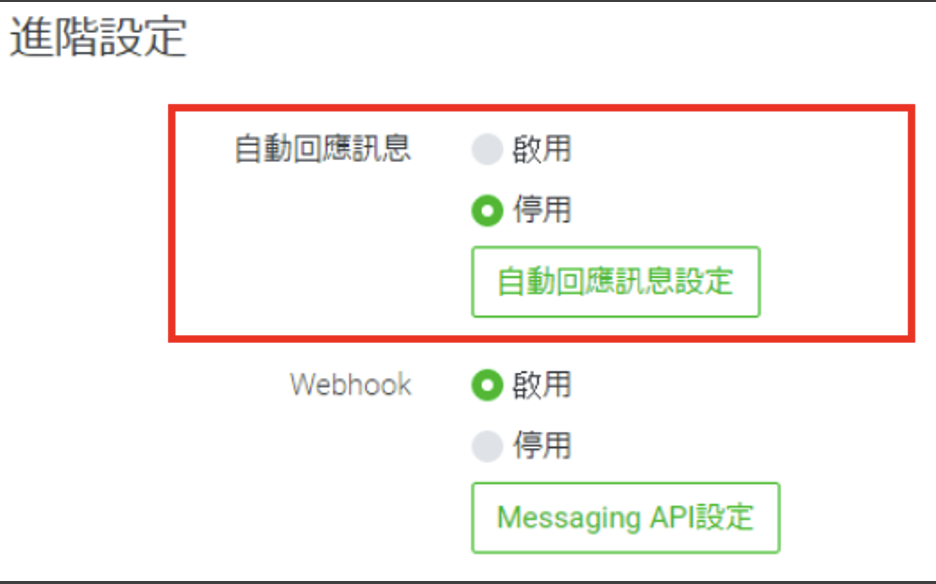 進階設定
自動回應訊息 啟用
停用
自動回應訊息設定
Webhook 啟用
停用
Messaging API設定